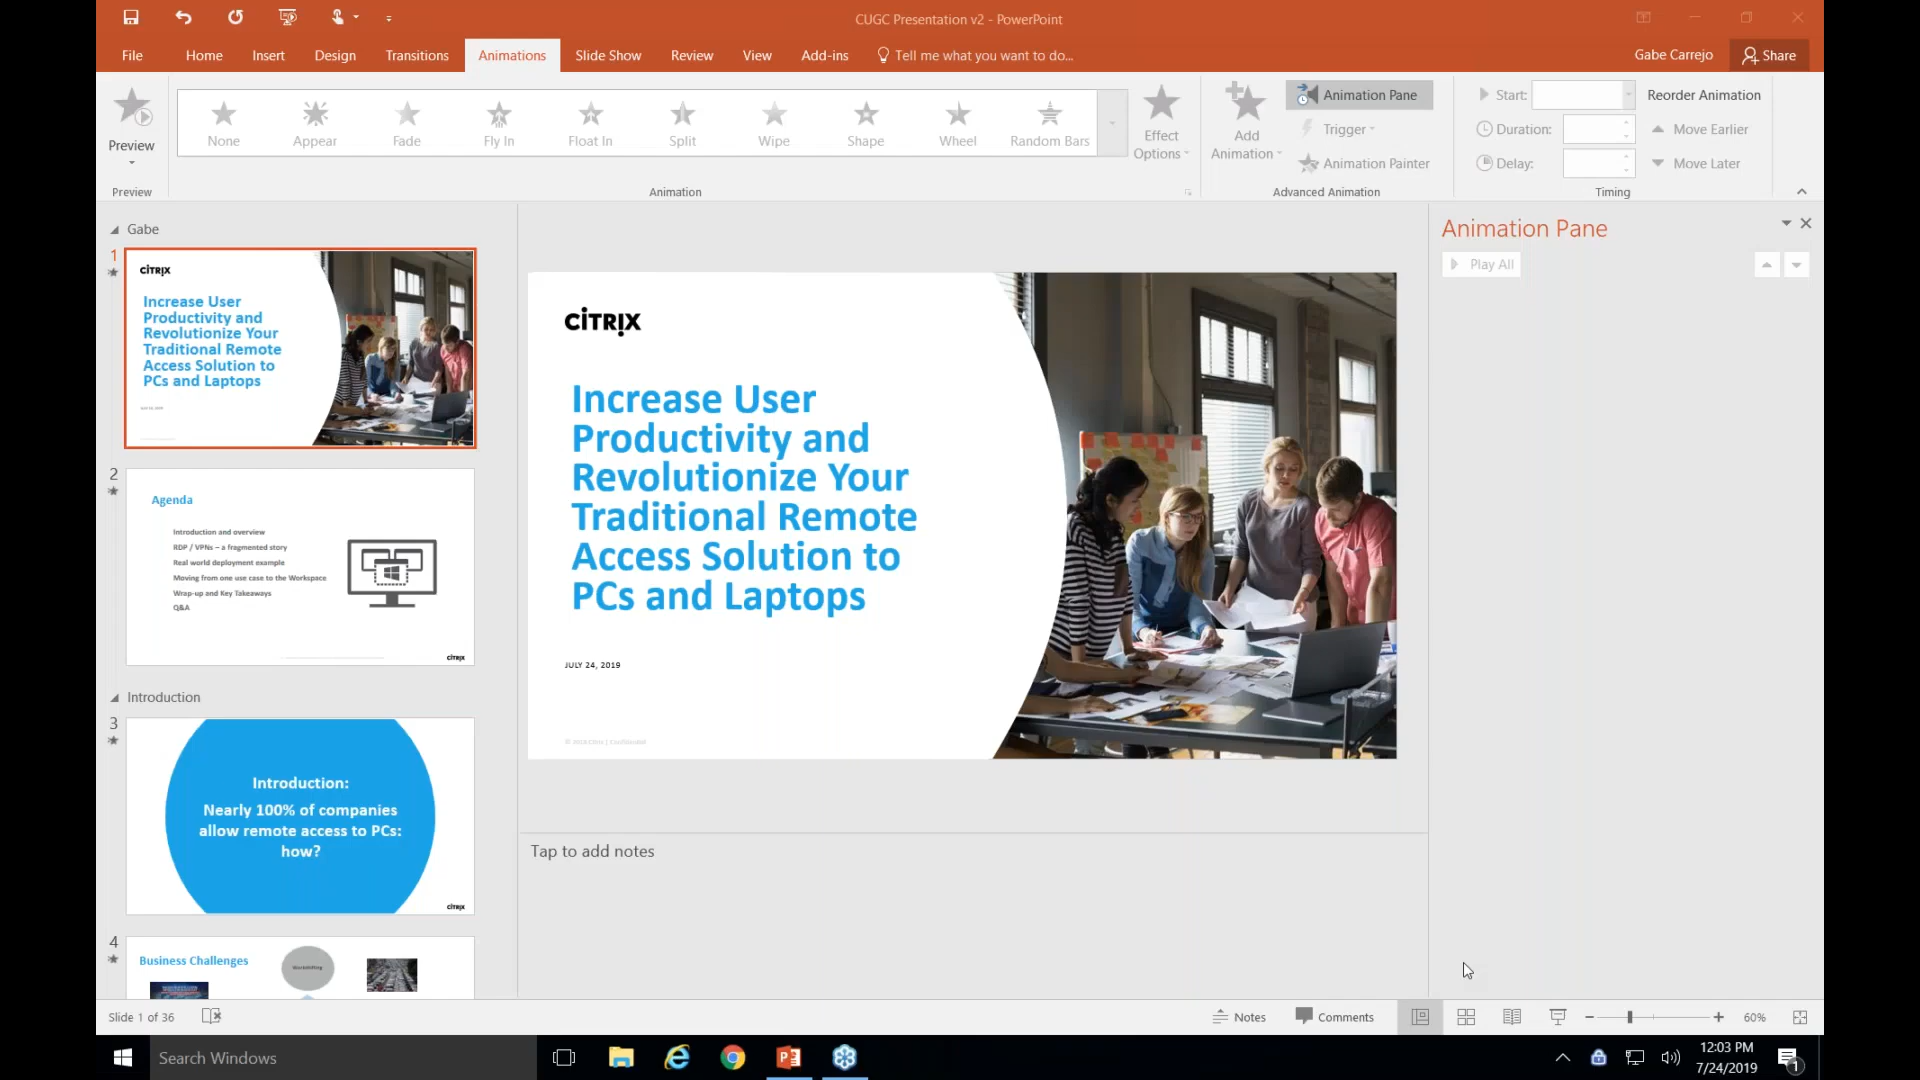 CUGC Presentation v2 - PowerPoint
File Home Insert Design Transitions Animations Slide Show Review View Add-ins Tell me what you want to do... Gabe Carrejo Share
Preview
Preview
None Appear Fade Fly In Float In Split Wipe Shape Wheel Random Bars
Animation
Effect
Options
Add
Animation
Animation Pane
Trigger
Animation Painter
Advanced Animation
Start:
Duration:
Delay:
Reorder Animation
Move Earlier
Move Later
Timing
Gabe
1
CITRIX
Increase User
Productivity and
Revolutionize Your
Traditional Remote
Access Solution to
PCs and Laptops
2
Agenda
Introduction and overview
RDP / VPNs – a fragmented story
Real world deployment example
Moving from one use case to the Workspace
Wrap-up and Key Takeaways
Q&A
CITRIX
Introduction
3
Introduction:
Nearly 100% of companies
allow remote access to PCs:
how?
CITRIX
4
Business Challenges
CITRIX
Increase User
Productivity and
Revolutionize Your
Traditional Remote
Access Solution to
PCs and Laptops
JULY 24, 2019
Tap to add notes
Animation Pane
Play All
Slide 1 of 36
Notes Comments 60%
Search Windows
12:03 PM
7/24/2019
1